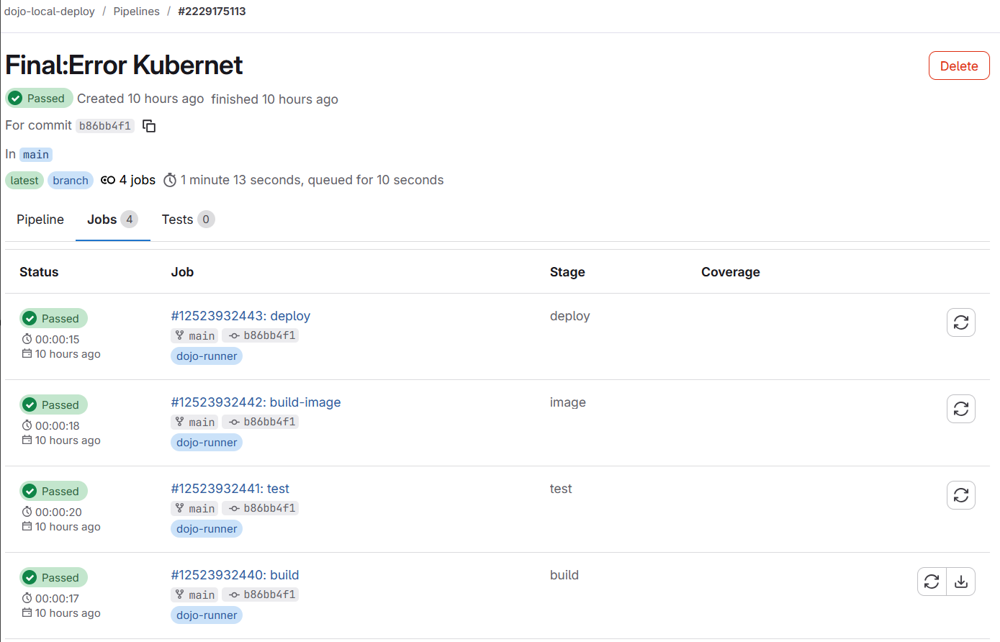 dojo-local-deploy / Pipelines / #2229175113
Final:Error Kubernet
Delete
Passed Created 10 hours ago finished 10 hours ago
For commit b86bb4f1
In main
latest branch 4 jobs 1 minute 13 seconds, queued for 10 seconds
Pipeline Jobs 4 Tests 0
Status Job Stage Coverage
Passed #12523932443: deploy deploy
00:00:15 main b86bb4f1
10 hours ago dojo-runner
Passed #12523932442: build-image image
00:00:18 main b86bb4f1
10 hours ago dojo-runner
Passed #12523932441: test test
00:00:20 main b86bb4f1
10 hours ago dojo-runner
Passed #12523932440: build build
00:00:17 main b86bb4f1
10 hours ago dojo-runner